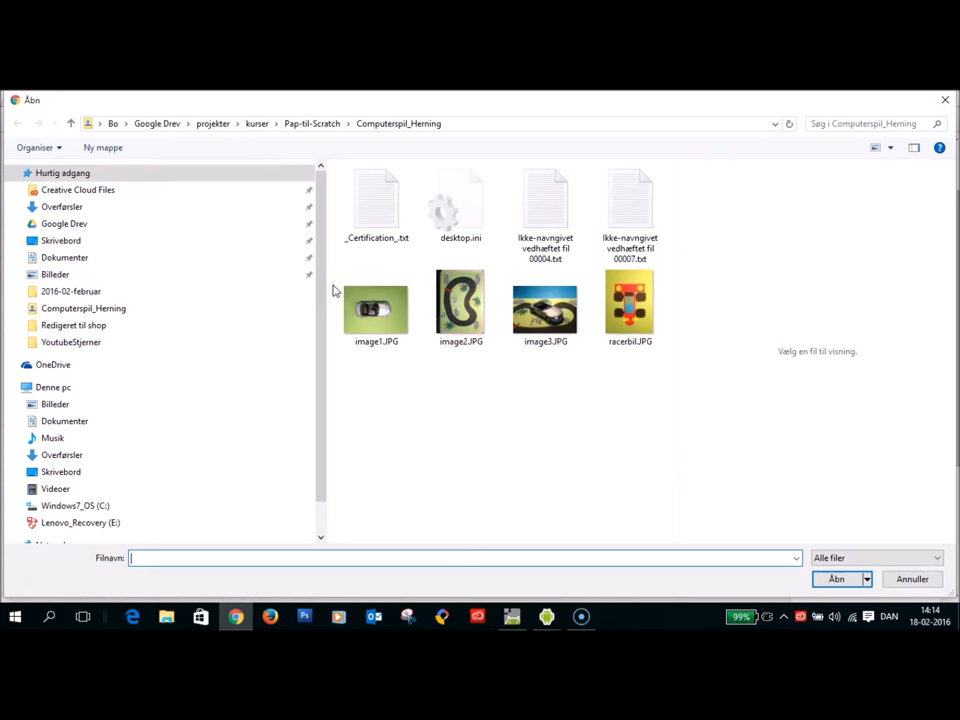 Åbn
Bo Google Drev projekter kurser Pap-til-Scratch Computerspil_Herning
Søg i Computerspil_Herning
Organiser
Ny mappe
Hurtig adgang
Creative Cloud Files
Overførsler
Google Drev
Skrivebord
Dokumenter
Billeder
2016-02-februar
Computerspil_Herning
Redigeret til shop
YoutubeStjerner
OneDrive
Denne pc
Billeder
Dokumenter
Musik
Overførsler
Skrivebord
Videoer
Windows7_OS (C:)
Lenovo_Recovery (E:)
_Certification_.txt
desktop.ini
Ikke-navngivet
vedhæftet fil
00004.txt
Ikke-navngivet
vedhæftet fil
00007.txt
image1.JPG
image2.JPG
image3.JPG
racerbil.JPG
Vælg en fil til visning.
Filnavn:
Alle filer
Åbn
Annuller
99%
DAN
14:14
18-02-2016